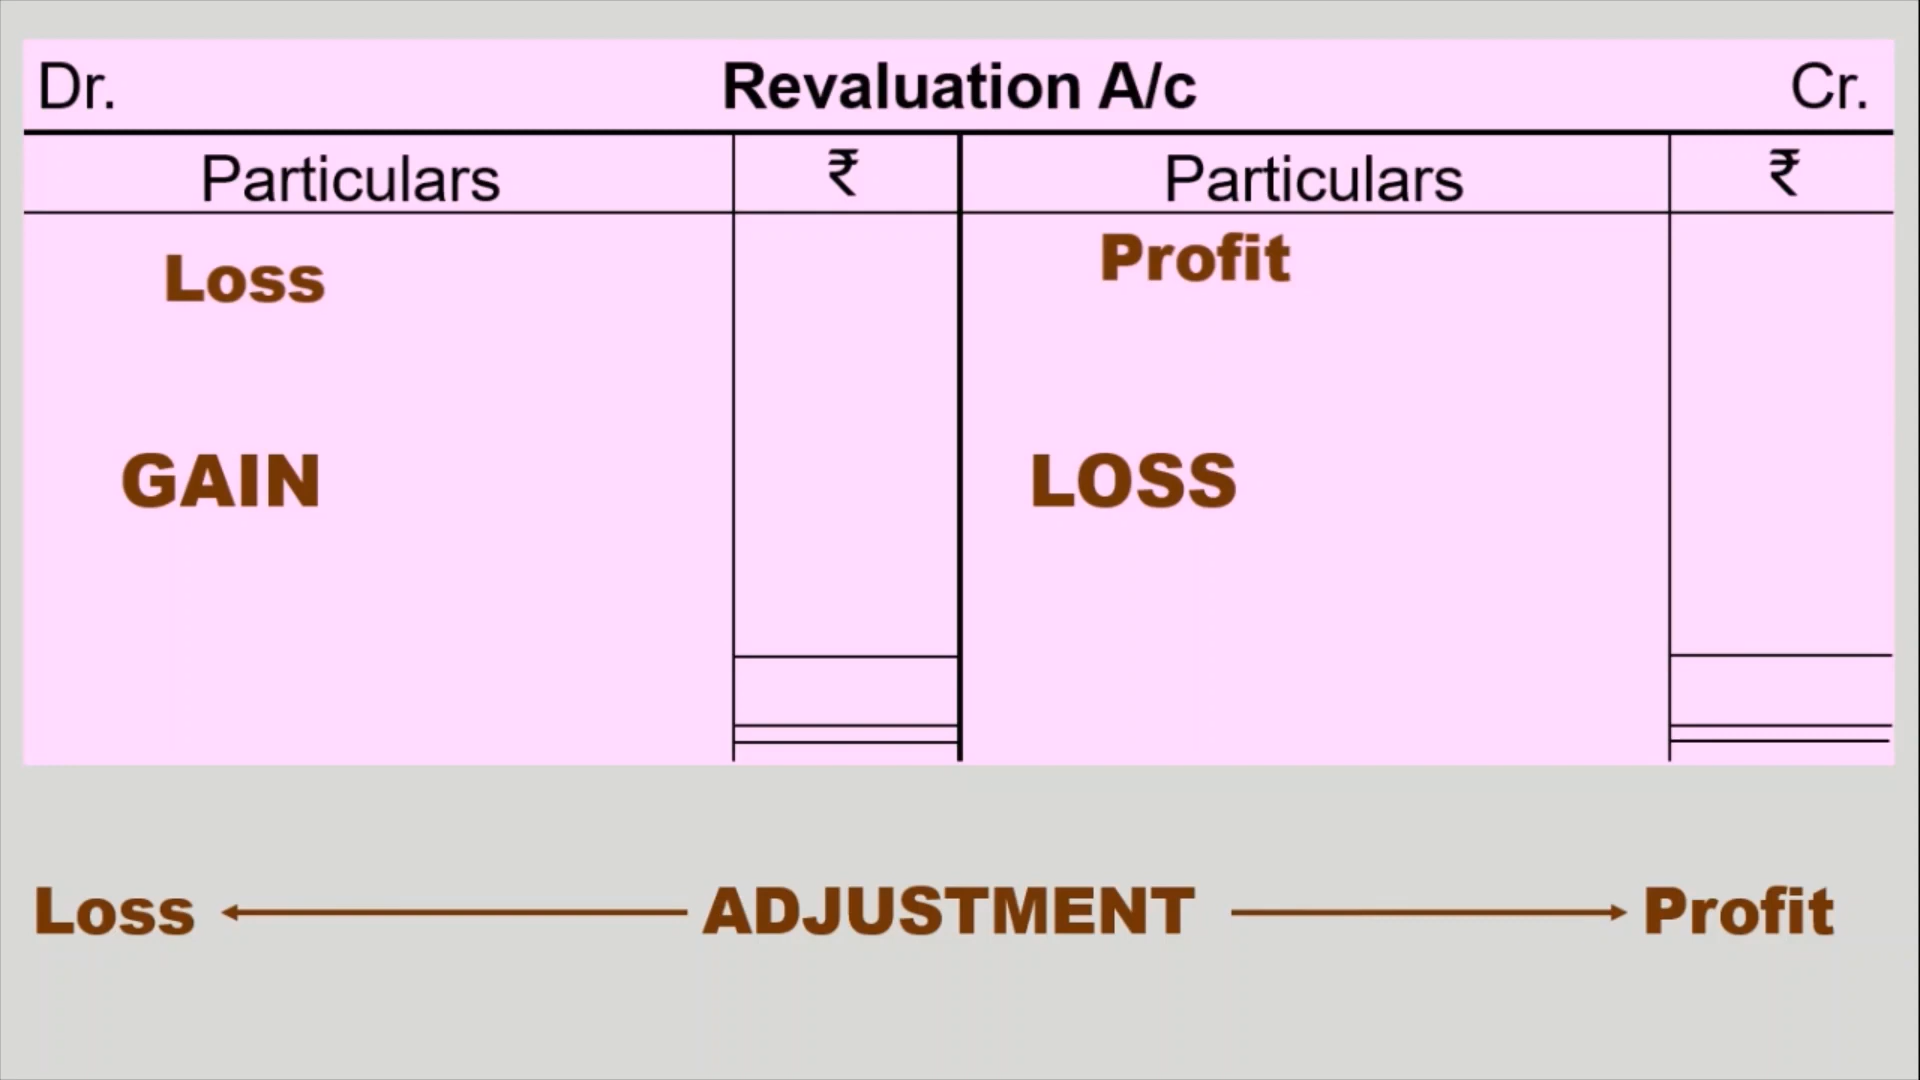 Dr. Revaluation A/c Cr.
Particulars ₹ Particulars ₹
Loss Profit
GAIN LOSS
Loss ADJUSTMENT Profit